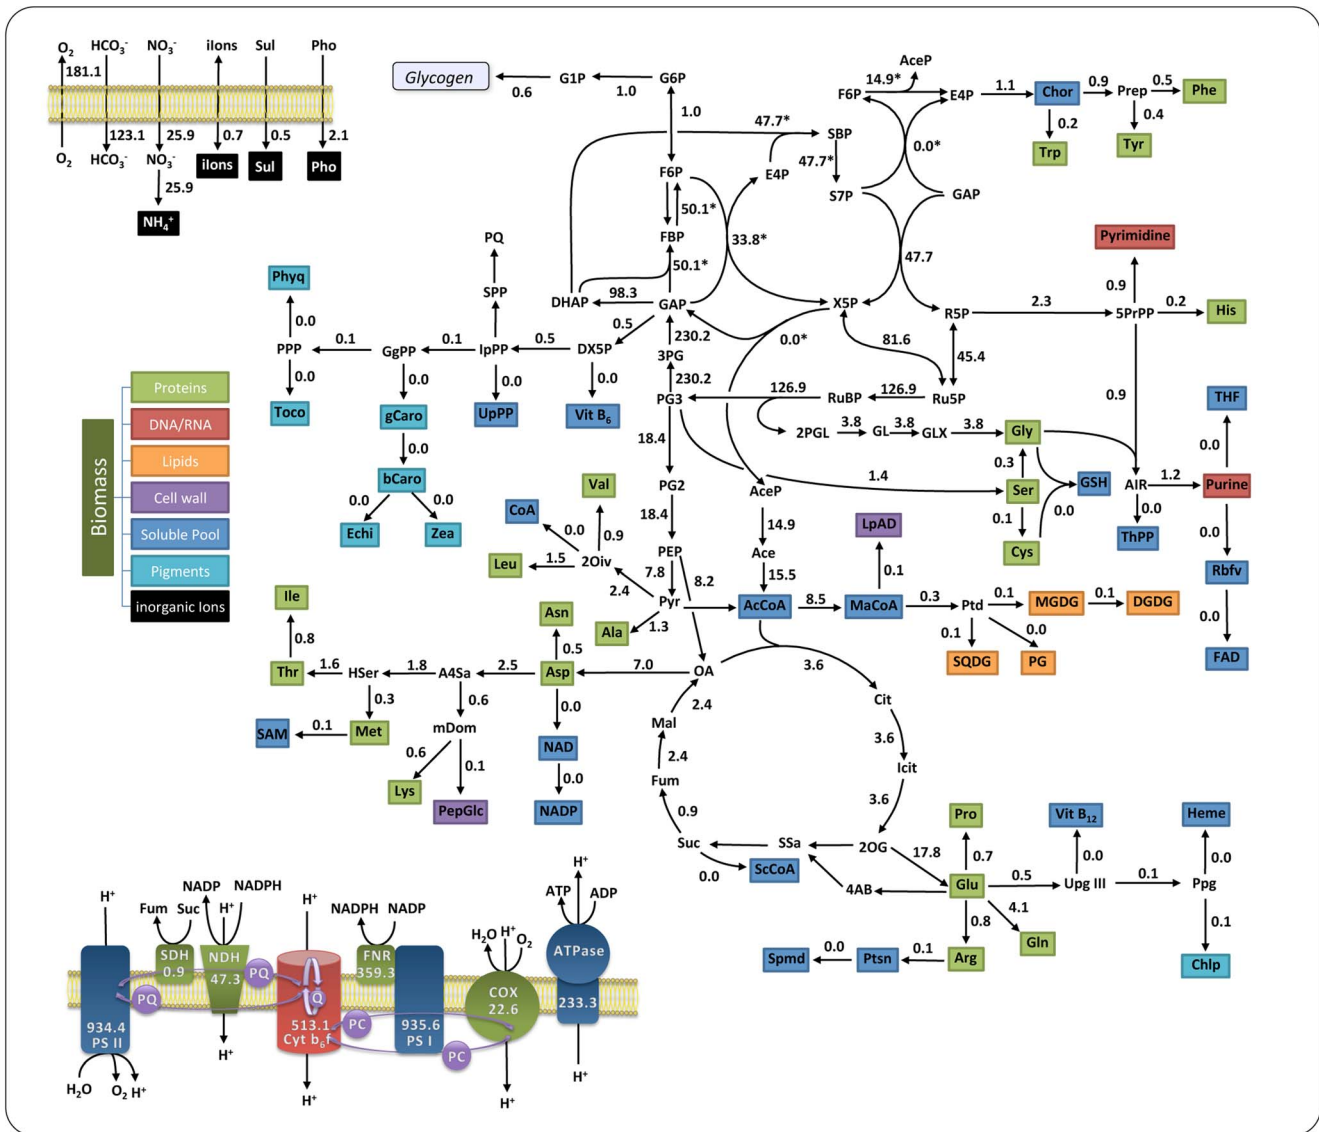 O2 HCO3- NO3- iIons Sul Pho
181.1
123.1 25.9 0.7 0.5 2.1
O2 HCO3- NO3- iIons Sul Pho
25.9
NH4+
Glycogen
0.6
G1P
1.0
G6P
1.0
F6P
50.1*
FBP
50.1*
DHAP
98.3
GAP
33.8*
47.7*
E4P
SBP
47.7*
S7P
F6P
14.9*
AceP
E4P
0.0*
GAP
1.1
Chor
0.9
Prep
0.5
Phe
0.2
Trp
0.4
Tyr
47.7
X5P
R5P
2.3
5PrPP
0.9
Pyrimidine
0.2
His
81.6
45.4
0.0*
0.9
PQ
SPP
Phyq
0.0
PPP
0.1
GgPP
0.1
IpPP
0.5
DX5P
0.5
0.0
Toco
0.0
gCaro
0.0
UpPP
0.0
Vit B6
0.0
bCaro
0.0
Echi
0.0
Zea
230.2
3PG
230.2
PG3
126.9
RuBP
126.9
Ru5P
2PGL
3.8
GL
3.8
GLX
3.8
Gly
0.3
Ser
1.4
0.1
Cys
0.0
GSH
AIR
1.2
Purine
0.0
ThPP
0.0
THF
0.0
Rbfv
0.0
FAD
Biomass
Proteins
DNA/RNA
Lipids
Cell wall
Soluble Pool
Pigments
inorganic Ions
18.4
PG2
18.4
PEP
7.8
8.2
Pyr
AceP
14.9
Ace
15.5
AcCoA
8.5
MaCoA
0.1
LpAD
0.3
Ptd
0.1
MGDG
0.1
DGDG
0.1
SQDG
0.0
PG
CoA
0.0
Val
0.9
Leu
1.5
2Oiv
2.4
Ala
1.3
Ile
0.8
Thr
1.6
HSer
1.8
A4Sa
2.5
Asp
7.0
OA
Asn
0.5
0.3
Met
0.1
SAM
0.6
mDom
0.6
Lys
0.1
PepGlc
0.0
NAD
0.0
NADP
3.6
Cit
3.6
Icit
3.6
2OG
SSa
Suc
0.0
ScCoA
0.9
Fum
2.4
Mal
2.4
17.8
4AB
Glu
0.7
Pro
0.5
Upg III
0.0
Vit B12
0.1
Ppg
0.0
Heme
0.1
Chlp
4.1
Gln
0.8
Arg
0.1
Ptsn
0.0
Spmd
H+ Fum Suc NADP NADPH H+ H+ NADPH NADP H2O H+ O2 ATP H+ ADP
SDH
0.9
NDH
47.3
PQ
PQ
Q
FNR
359.3
COX
22.6
ATPase
233.3
934.4
PS II
513.1
Cyt b6f
PC
PC
935.6
PS I
H2O O2 H+ H+ H+ H+ H+